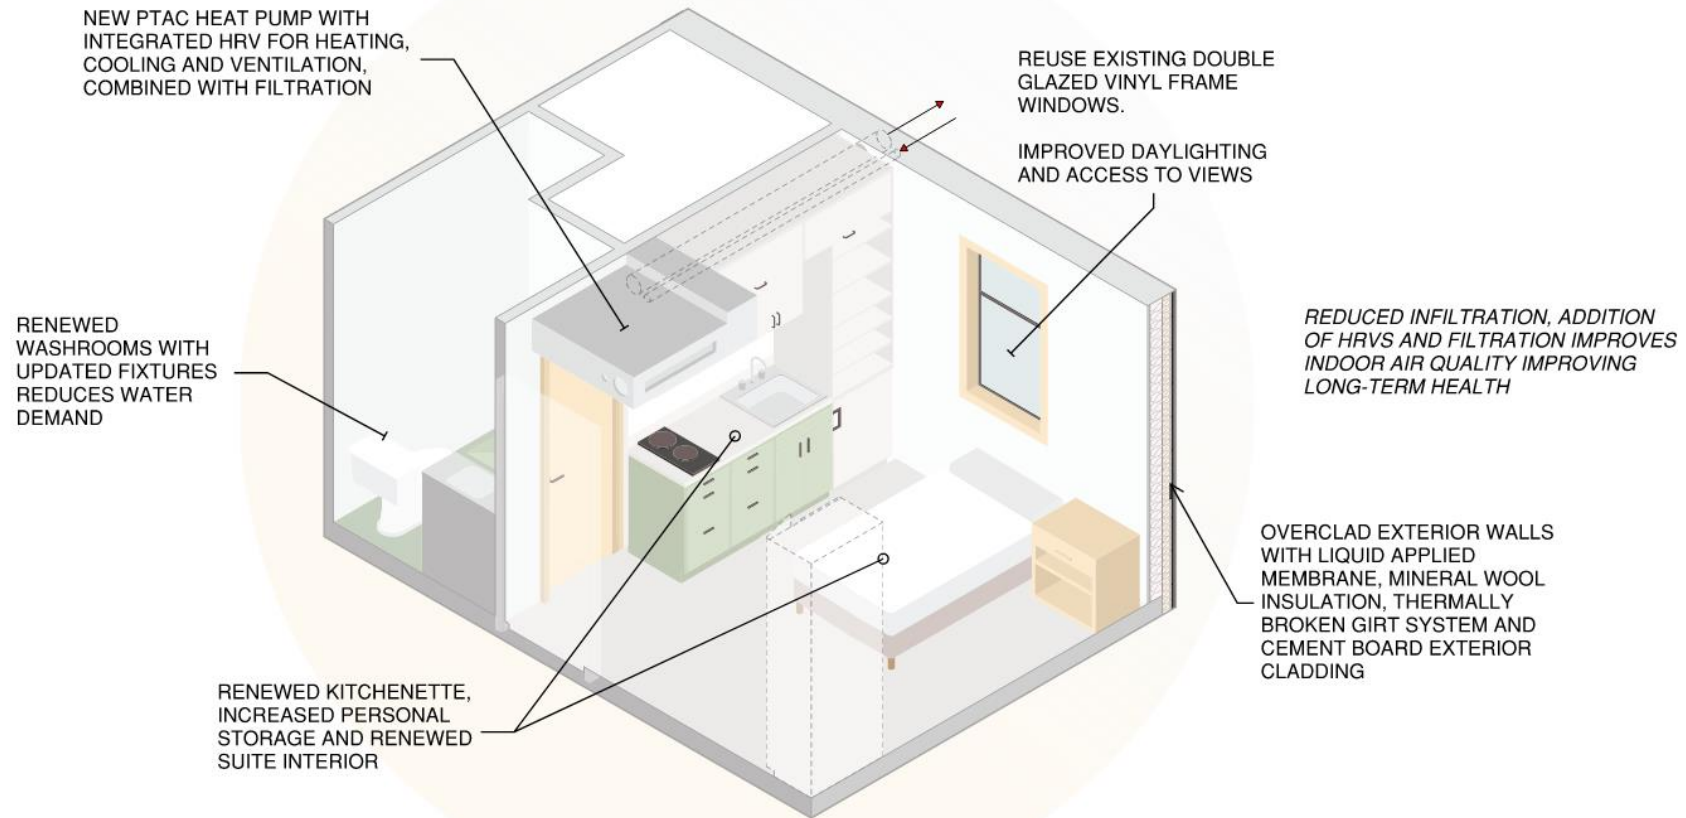 NEW PTAC HEAT PUMP WITH
INTEGRATED HRV FOR HEATING,
COOLING AND VENTILATION,
COMBINED WITH FILTRATION
REUSE EXISTING DOUBLE
GLAZED VINYL FRAME
WINDOWS.
IMPROVED DAYLIGHTING
AND ACCESS TO VIEWS
RENEWED
WASHROOMS WITH
UPDATED FIXTURES
REDUCES WATER
DEMAND
REDUCED INFILTRATION, ADDITION
OF HRVS AND FILTRATION IMPROVES
INDOOR AIR QUALITY IMPROVING
LONG-TERM HEALTH
OVERCLAD EXTERIOR WALLS
WITH LIQUID APPLIED
MEMBRANE, MINERAL WOOL
INSULATION, THERMALLY
BROKEN GIRT SYSTEM AND
CEMENT BOARD EXTERIOR
CLADDING
RENEWED KITCHENETTE,
INCREASED PERSONAL
STORAGE AND RENEWED
SUITE INTERIOR